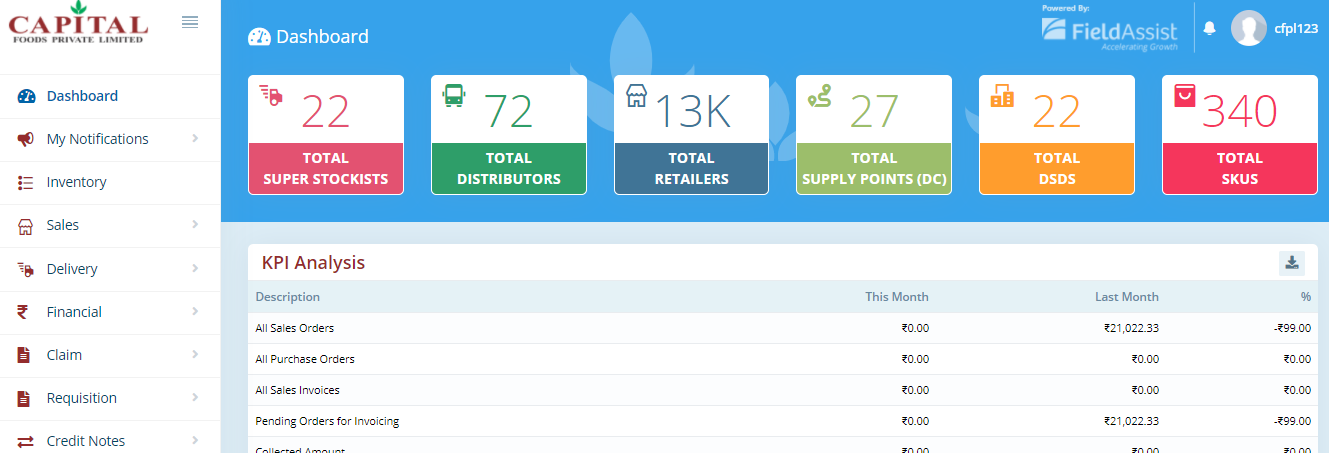 CAPITAL
FOODS PRIVATE LIMITED
Dashboard
My Notifications
Inventory
Sales
Delivery
Financial
Claim
Requisition
Credit Notes
Dashboard
Powered By:
FieldAssist
Accelerating Growth
cfpl123
22
TOTAL
SUPER STOCKISTS
72
TOTAL
DISTRIBUTORS
13K
TOTAL
RETAILERS
27
TOTAL
SUPPLY POINTS (DC)
22
TOTAL
DSDS
340
TOTAL
SKUS
KPI Analysis
Description This Month Last Month %
All Sales Orders ₹0.00 ₹21,022.33 -₹99.00
All Purchase Orders ₹0.00 ₹0.00 ₹0.00
All Sales Invoices ₹0.00 ₹0.00 ₹0.00
Pending Orders for Invoicing ₹0.00 ₹21,022.33 -₹99.00
Collected Amount ₹0.00 ₹0.00 ₹0.00